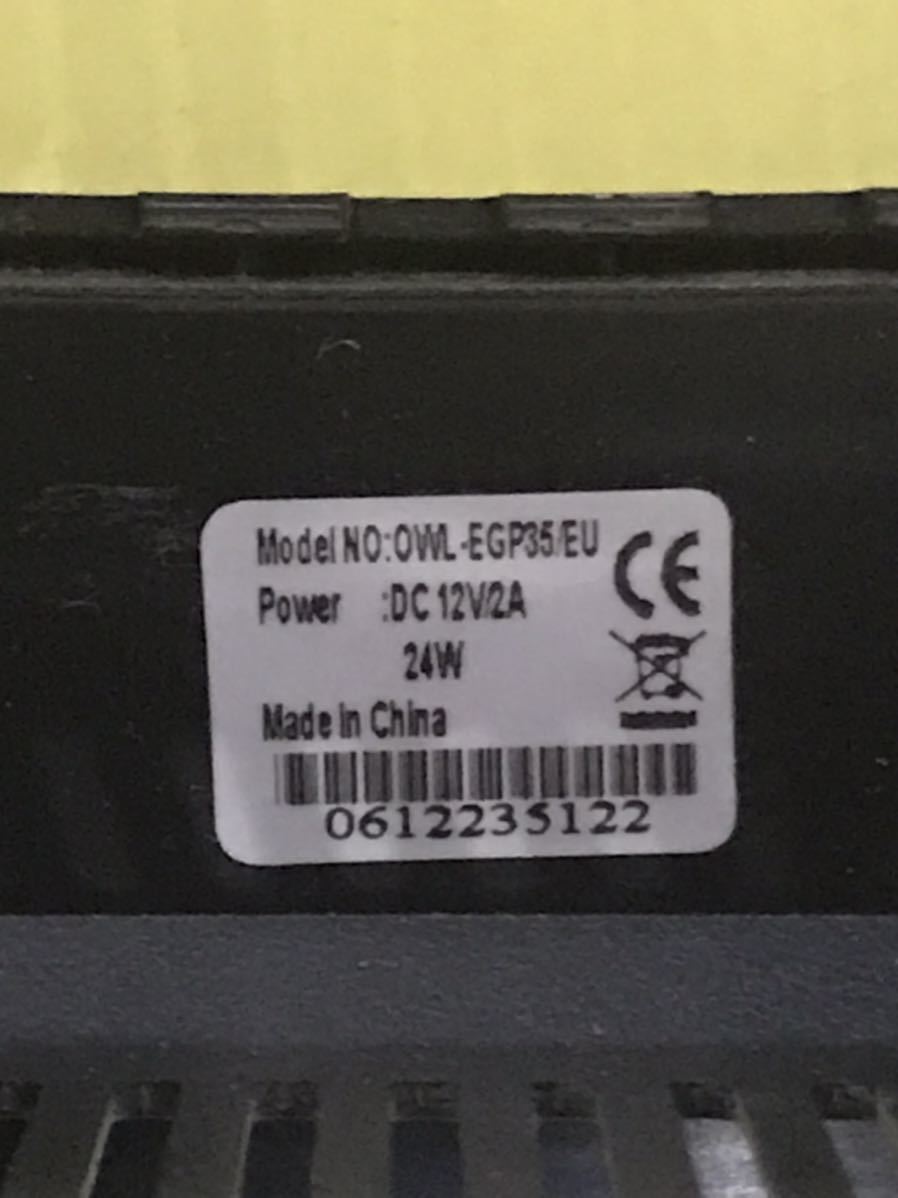 Model NO:OWL-EGP35/EU
Power :DC 12V/2A
24W
Made In China
CE
0612235122